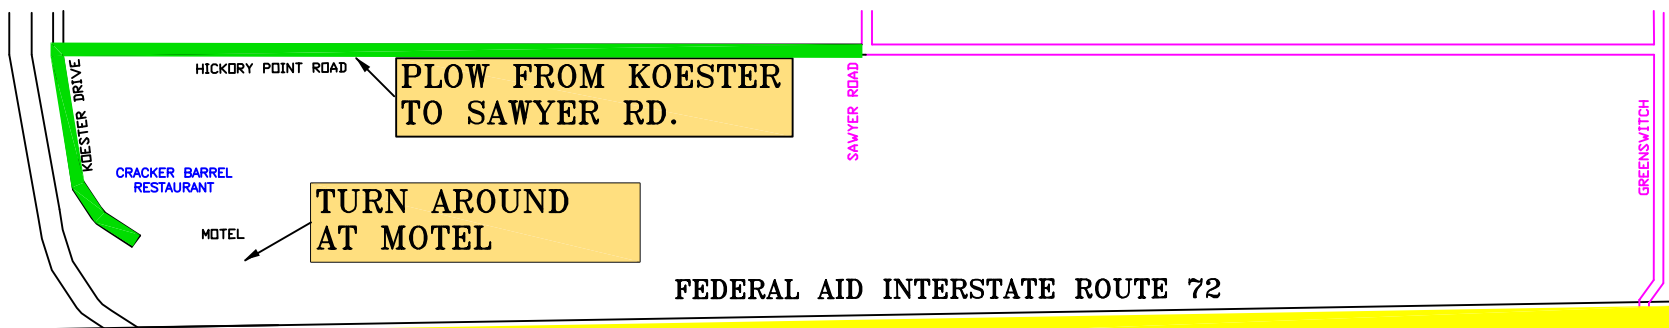 HICKORY POINT ROAD
KOESTER DRIVE
PLOW FROM KOESTER
TO SAWYER RD.
SAWYER ROAD
GREENSWITCH
CRACKER BARREL
RESTAURANT
TURN AROUND
AT MOTEL
MOTEL
FEDERAL AID INTERSTATE ROUTE 72